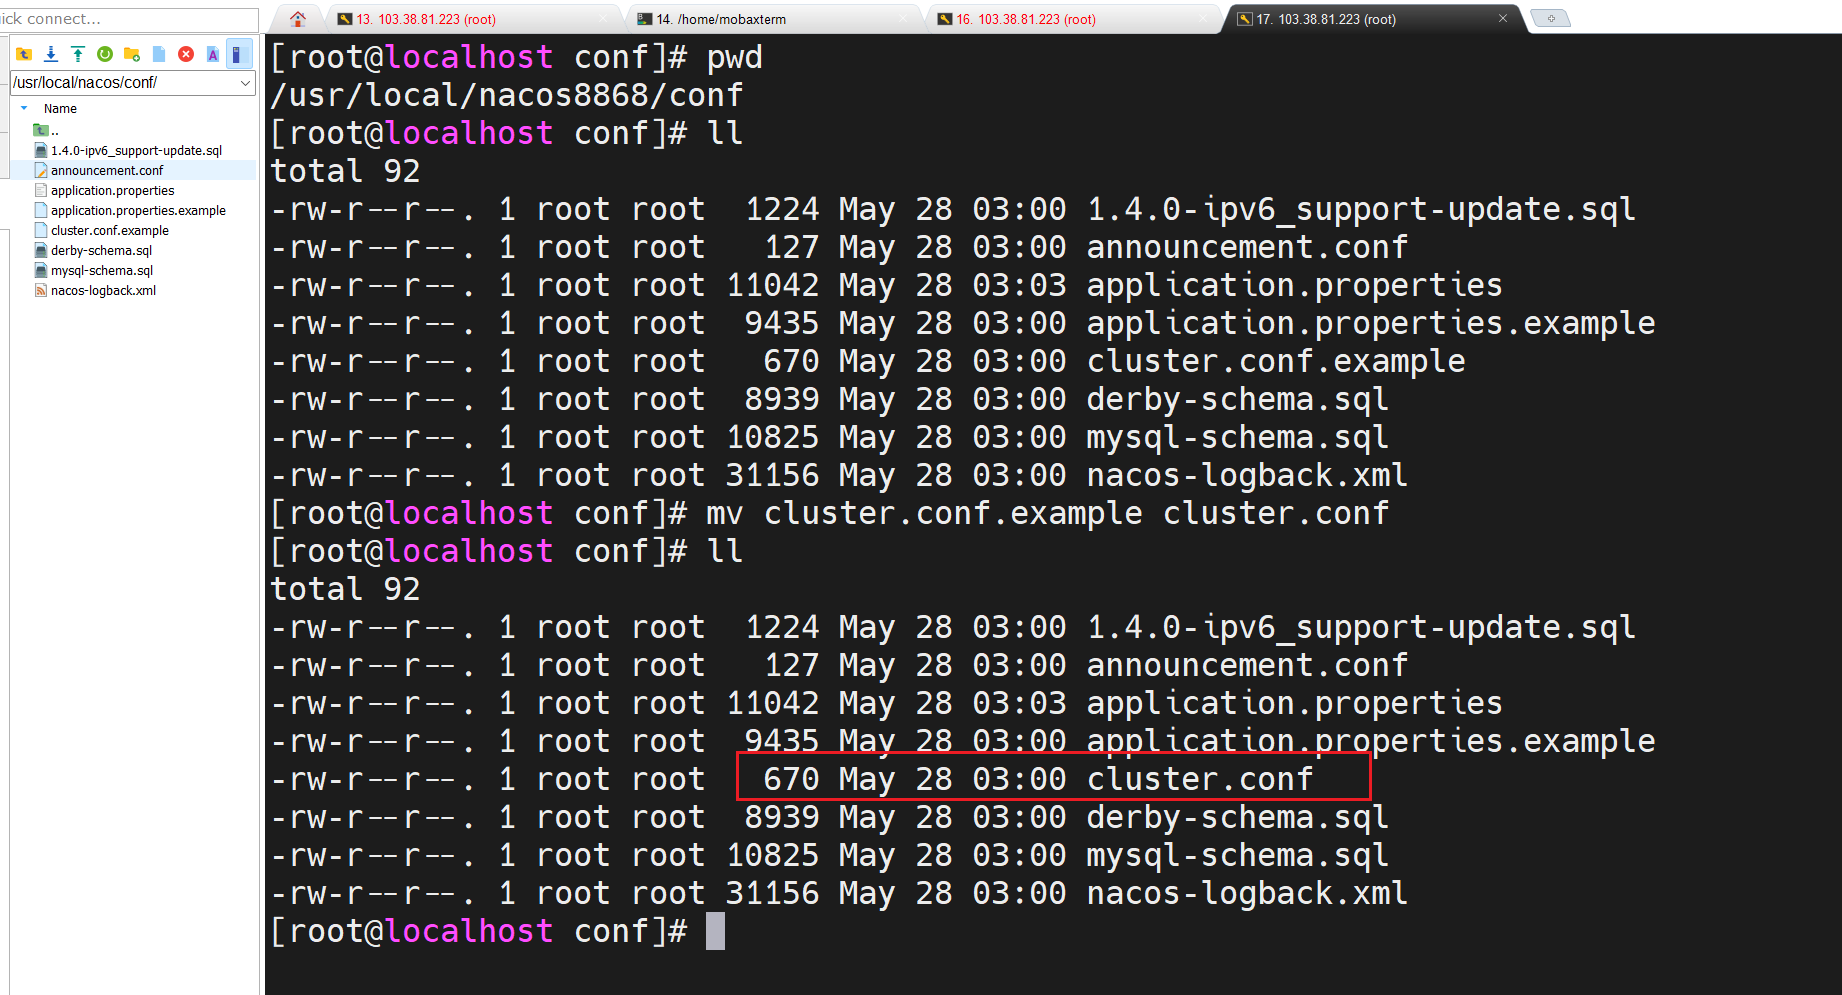 ick connect...
13. 103.38.81.223 (root)
14. /home/mobaxterm
16. 103.38.81.223 (root)
17. 103.38.81.223 (root)
/usr/local/nacos/conf/
Name
..
1.4.0-ipv6_support-update.sql
announcement.conf
application.properties
application.properties.example
cluster.conf.example
derby-schema.sql
mysql-schema.sql
nacos-logback.xml
[root@localhost conf]# pwd
/usr/local/nacos8868/conf
[root@localhost conf]# ll
total 92
-rw-r--r--. 1 root root  1224 May 28 03:00 1.4.0-ipv6_support-update.sql
-rw-r--r--. 1 root root   127 May 28 03:00 announcement.conf
-rw-r--r--. 1 root root 11042 May 28 03:03 application.properties
-rw-r--r--. 1 root root  9435 May 28 03:00 application.properties.example
-rw-r--r--. 1 root root   670 May 28 03:00 cluster.conf.example
-rw-r--r--. 1 root root  8939 May 28 03:00 derby-schema.sql
-rw-r--r--. 1 root root 10825 May 28 03:00 mysql-schema.sql
-rw-r--r--. 1 root root 31156 May 28 03:00 nacos-logback.xml
[root@localhost conf]# mv cluster.conf.example cluster.conf
[root@localhost conf]# ll
total 92
-rw-r--r--. 1 root root  1224 May 28 03:00 1.4.0-ipv6_support-update.sql
-rw-r--r--. 1 root root   127 May 28 03:00 announcement.conf
-rw-r--r--. 1 root root 11042 May 28 03:03 application.properties
-rw-r--r--. 1 root root  9435 May 28 03:00 application.properties.example
-rw-r--r--. 1 root root   670 May 28 03:00 cluster.conf
-rw-r--r--. 1 root root  8939 May 28 03:00 derby-schema.sql
-rw-r--r--. 1 root root 10825 May 28 03:00 mysql-schema.sql
-rw-r--r--. 1 root root 31156 May 28 03:00 nacos-logback.xml
[root@localhost conf]#